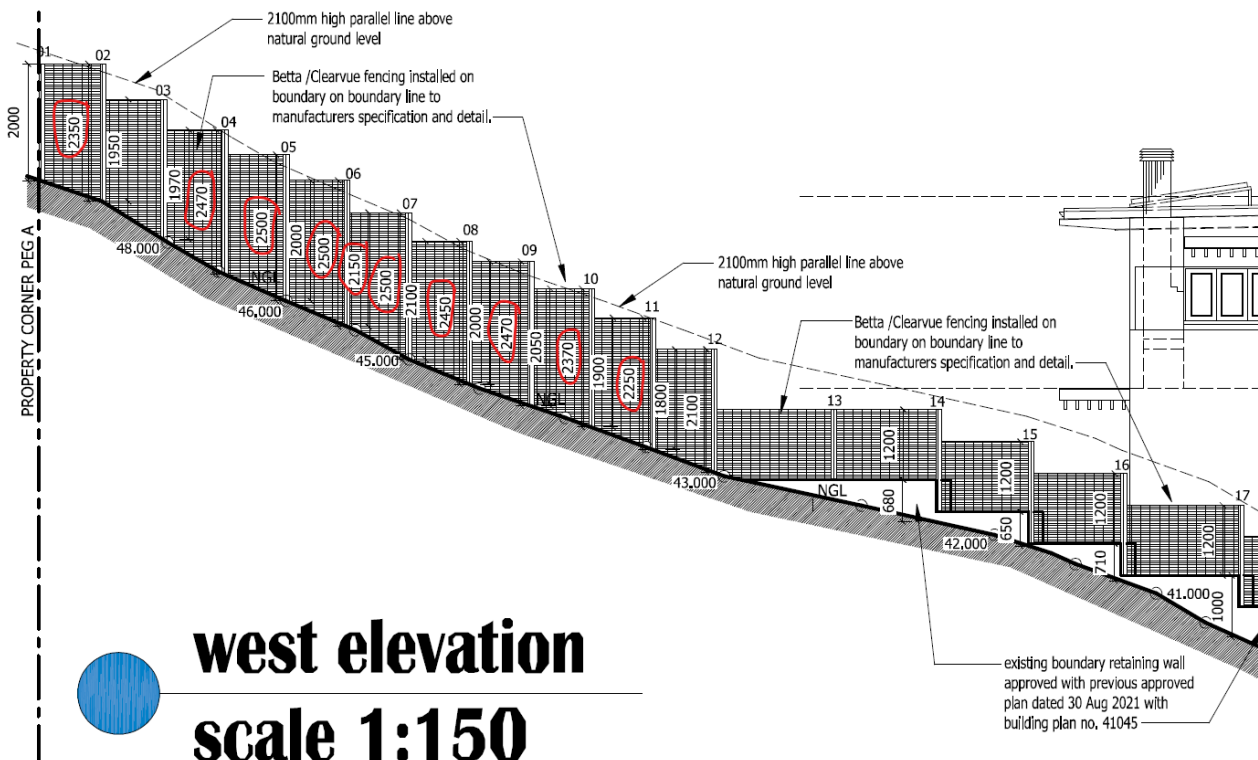 2100mm high parallel line above
natural ground level
Betta /Clearvue fencing installed on
boundary on boundary line to
manufacturers specification and detail.
01
02
03
04
05
06
07
08
09
10
11
12
13
14
15
16
17
2100mm high parallel line above
natural ground level
Betta /Clearvue fencing installed on
boundary on boundary line to
manufacturers specification and detail.
2000
2350
1950
1970
2470
2500
2000
2500
2150
2500
2100
2450
2000
2470
2050
2370
1900
2250
1800
2100
1200
1200
1200
1200
680
650
710
1000
48.000
NGL
46.000
45.000
NGL
43.000
NGL
42.000
41.000
PROPERTY CORNER PEG A
existing boundary retaining wall
approved with previous approved
plan dated 30 Aug 2021 with
building plan no. 41045
west elevation
scale 1:150